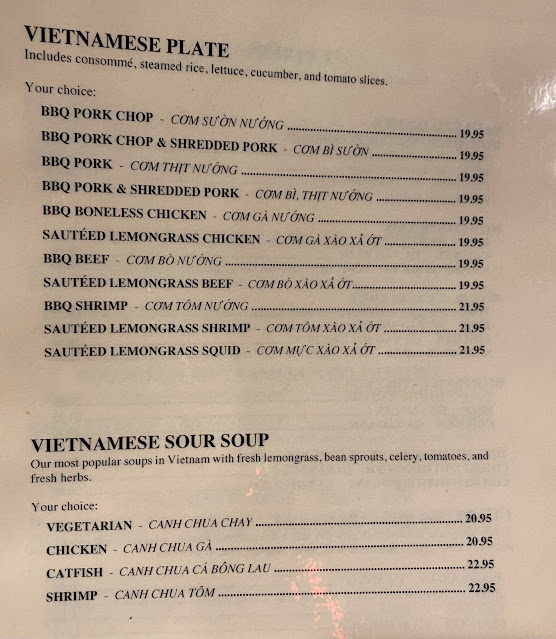 VIETNAMESE PLATE
Includes consommé, steamed rice, lettuce, cucumber, and tomato slices.
Your choice:
BBQ PORK CHOP - CƠM SƯỜN NƯỚNG 19.95
BBQ PORK CHOP & SHREDDED PORK - CƠM BÌ SƯỜN 19.95
BBQ PORK - CƠM THỊT NƯỚNG 19.95
BBQ PORK & SHREDDED PORK - CƠM BÌ, THỊT NƯỚNG 19.95
BBQ BONELESS CHICKEN - CƠM GÀ NƯỚNG 19.95
SAUTÉED LEMONGRASS CHICKEN - CƠM GÀ XÀO XẢ ỚT 19.95
BBQ BEEF - CƠM BÒ NƯỚNG 19.95
SAUTÉED LEMONGRASS BEEF - CƠM BÒ XÀO XẢ ỚT 19.95
BBQ SHRIMP - CƠM TÔM NƯỚNG 21.95
SAUTÉED LEMONGRASS SHRIMP - CƠM TÔM XÀO XẢ ỚT 21.95
SAUTÉED LEMONGRASS SQUID - CƠM MỰC XÀO XẢ ỚT 21.95
VIETNAMESE SOUR SOUP
Our most popular soups in Vietnam with fresh lemongrass, bean sprouts, celery, tomatoes, and
fresh herbs.
Your choice:
VEGETARIAN - CANH CHUA CHAY 20.95
CHICKEN - CANH CHUA GÀ 20.95
CATFISH - CANH CHUA CÁ BÔNG LAU 22.95
SHRIMP - CANH CHUA TÔM 22.95